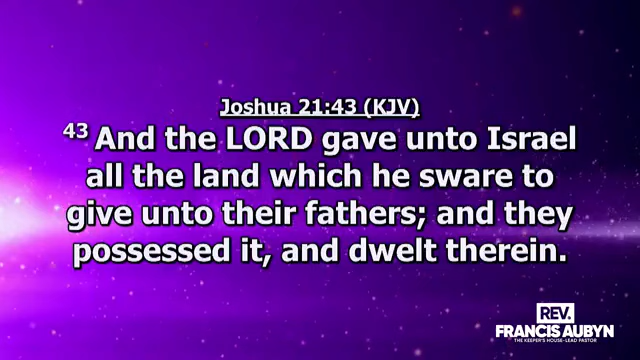 Joshua 21:43 (KJV)
43 And the LORD gave unto Israel
all the land which he sware to
give unto their fathers; and they
possessed it, and dwelt therein.
REV.
FRANCIS AUBYN
THE KEEPER'S HOUSE-LEAD PASTOR